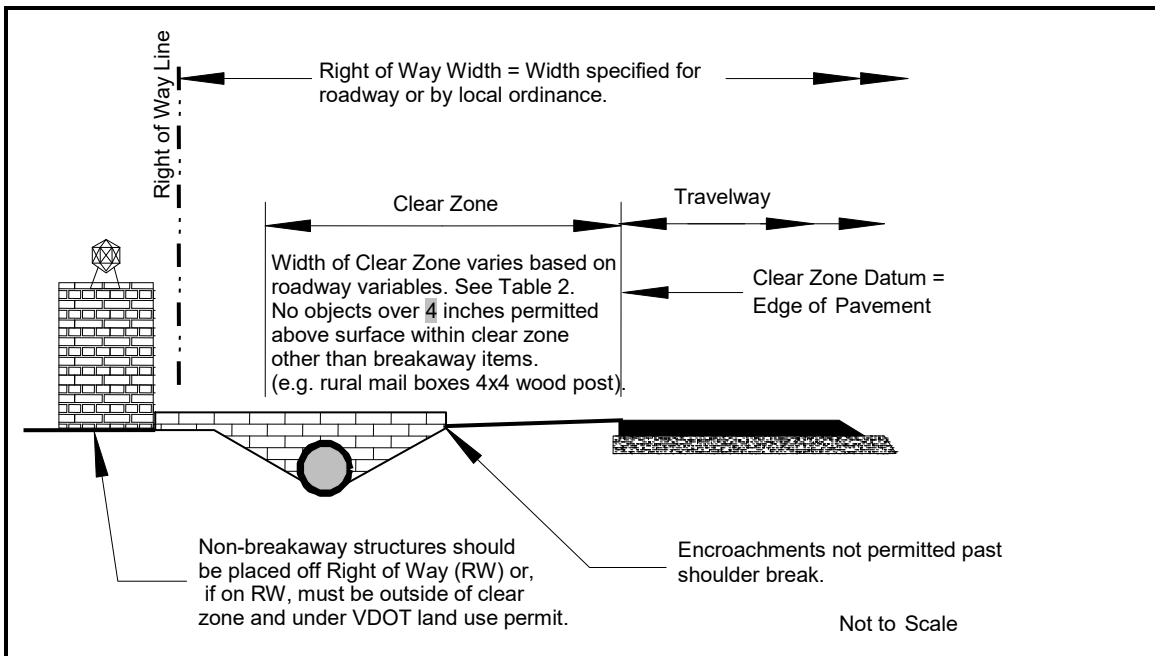 Right of Way Line
Right of Way Width = Width specified for
roadway or by local ordinance.
Clear Zone
Travelway
Width of Clear Zone varies based on
roadway variables. See Table 2.
No objects over 4 inches permitted
above surface within clear zone
other than breakaway items.
(e.g. rural mail boxes 4x4 wood post).
Clear Zone Datum =
Edge of Pavement
Non-breakaway structures should
be placed off Right of Way (RW) or,
if on RW, must be outside of clear
zone and under VDOT land use permit.
Encroachments not permitted past
shoulder break.
Not to Scale